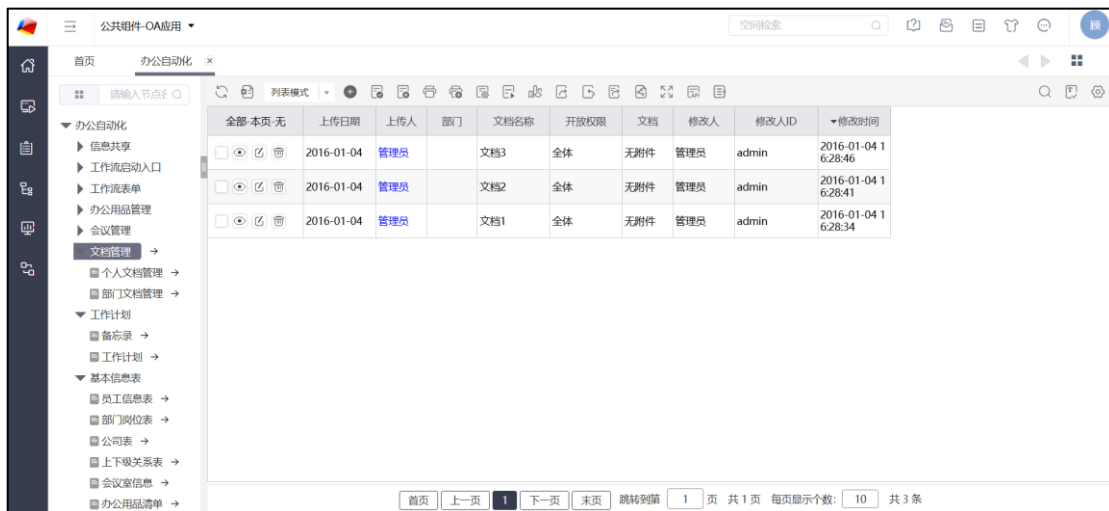 公共组件-OA应用
空间检索
顾
首页
办公自动化
请输入节点名
列表模式
办公自动化
信息共享
工作流启动入口
工作流表单
办公用品管理
会议管理
文档管理
个人文档管理
部门文档管理
工作计划
备忘录
工作计划
基本信息表
员工信息表
部门岗位表
公司表
上下级关系表
会议室信息
办公用品清单
全部-本页-无 上传日期 上传人 部门 文档名称 开放权限 文档 修改人 修改人ID 修改时间
2016-01-04 管理员 文档3 全体 无附件 管理员 admin 2016-01-04 1
6:28:46
2016-01-04 管理员 文档2 全体 无附件 管理员 admin 2016-01-04 1
6:28:41
2016-01-04 管理员 文档1 全体 无附件 管理员 admin 2016-01-04 1
6:28:34
首页 上一页 1 下一页 末页 跳转到第 1 页 共1页 每页显示个数: 10 共3条